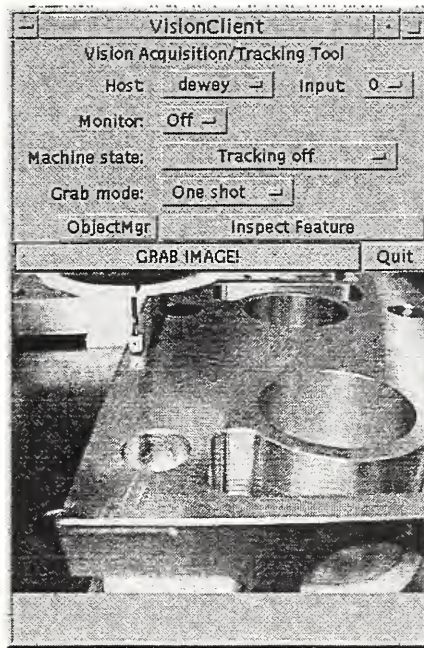 VisionClient
Vision Acquisition/Tracking Tool
Host: dewey Input: 0
Monitor: Off
Machine state: Tracking off
Grab mode: One shot
ObjectMgr Inspect Feature
GRAB IMAGE! Quit